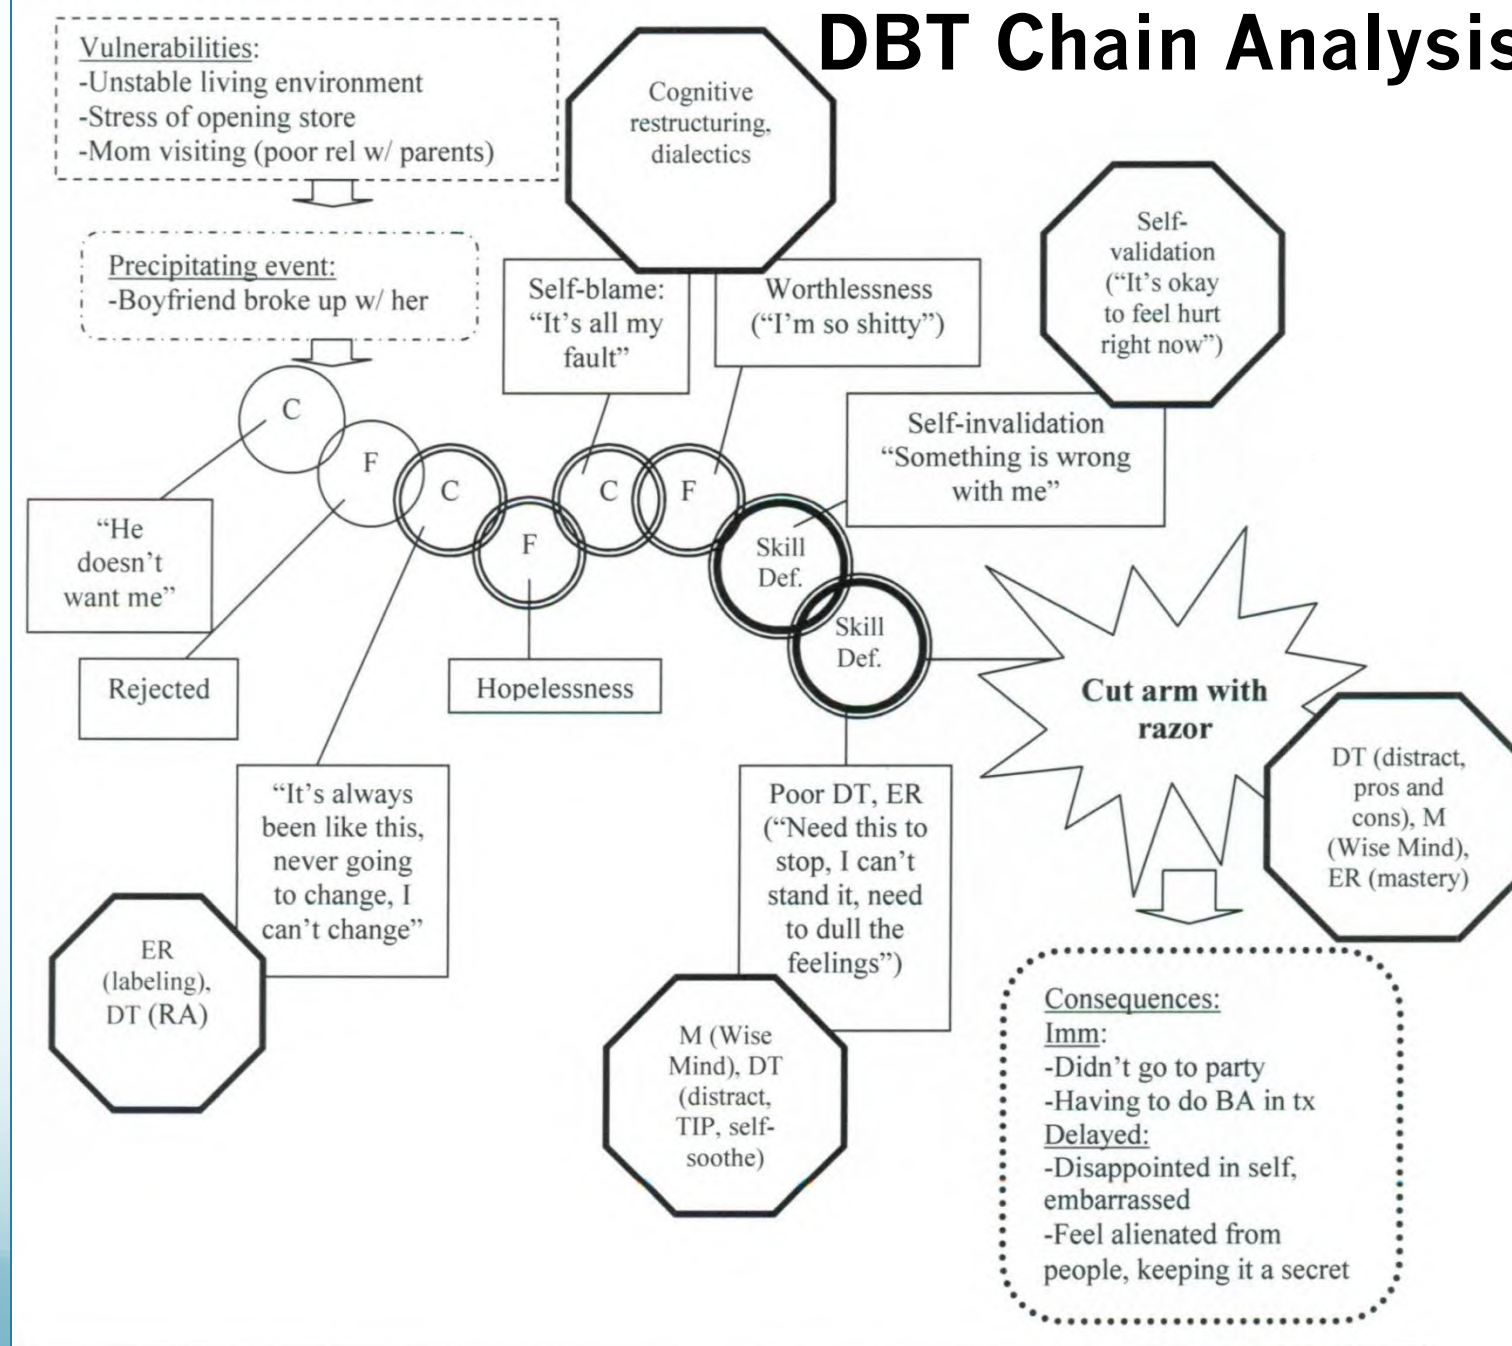 DBT Chain Analysis
Vulnerabilities:
-Unstable living environment
-Stress of opening store
-Mom visiting (poor rel w/ parents)
Precipitating event:
-Boyfriend broke up w/ her
Cognitive
restructuring,
dialectics
Self-
validation
(“It’s okay
to feel hurt
right now”)
Self-blame:
“It’s all my
fault”
Worthlessness
(“I’m so shitty”)
Self-invalidation
“Something is wrong
with me”
C
F
C
F
C
F
Skill
Def.
Skill
Def.
“He
doesn’t
want me”
Rejected
Hopelessness
“It’s always
been like this,
never going
to change, I
can’t change”
ER
(labeling),
DT (RA)
Poor DT, ER
(“Need this to
stop, I can’t
stand it, need
to dull the
feelings”)
M (Wise
Mind), DT
(distract,
TIP, self-
soothe)
Cut arm with
razor
DT (distract,
pros and
cons), M
(Wise Mind),
ER (mastery)
Consequences:
Imm:
-Didn’t go to party
-Having to do BA in tx
Delayed:
-Disappointed in self,
embarrassed
-Feel alienated from
people, keeping it a secret